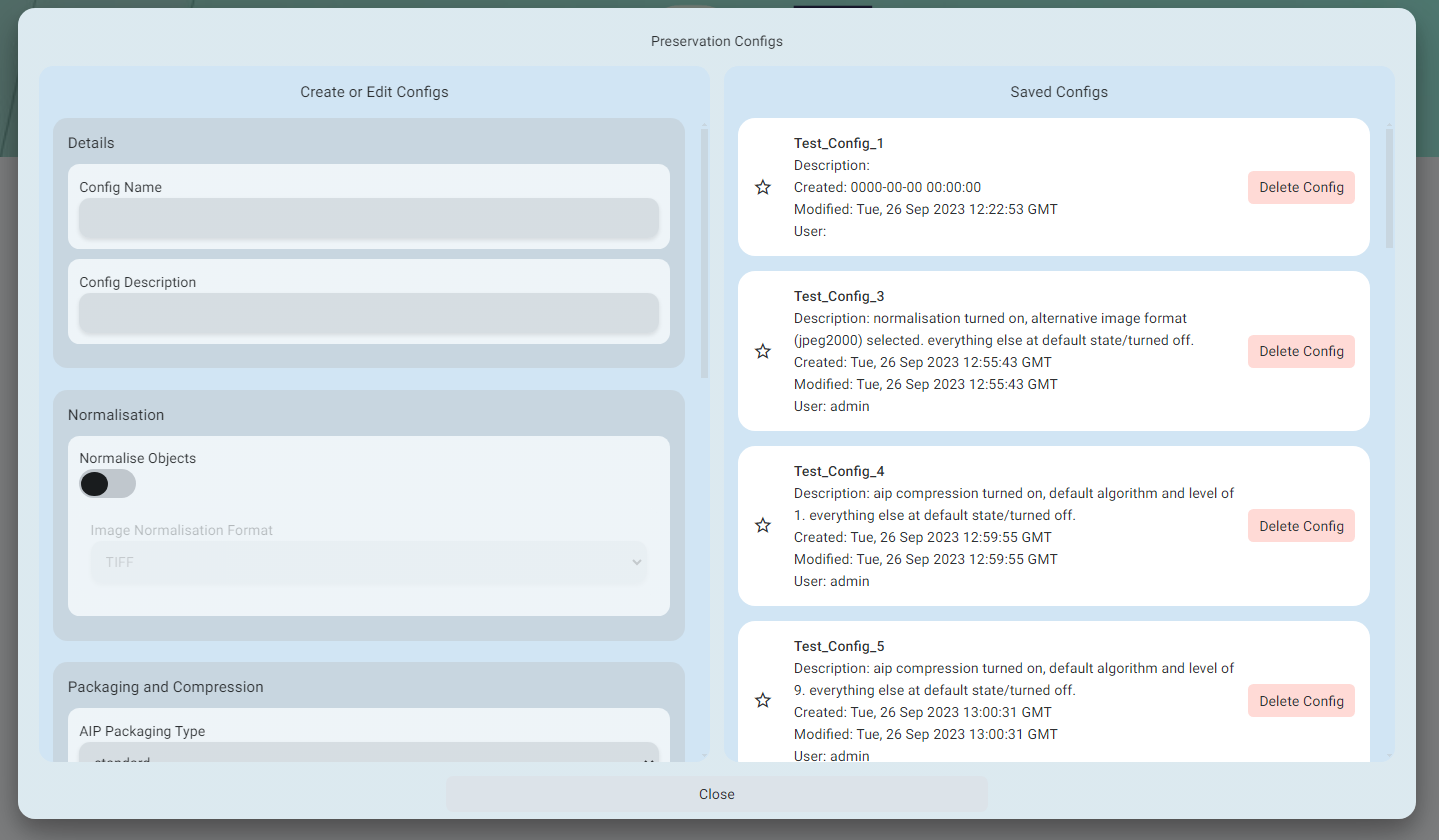 Preservation Configs
Create or Edit Configs
Details
Config Name
Config Description
Normalisation
Normalise Objects
Image Normalisation Format
TIFF
Packaging and Compression
AIP Packaging Type
standard
Saved Configs
Test_Config_1
Description:
Created: 0000-00-00 00:00:00
Modified: Tue, 26 Sep 2023 12:22:53 GMT
User:
Delete Config
Test_Config_3
Description: normalisation turned on, alternative image format
(jpeg2000) selected. everything else at default state/turned off.
Created: Tue, 26 Sep 2023 12:55:43 GMT
Modified: Tue, 26 Sep 2023 12:55:43 GMT
User: admin
Delete Config
Test_Config_4
Description: aip compression turned on, default algorithm and level of
1. everything else at default state/turned off.
Created: Tue, 26 Sep 2023 12:59:55 GMT
Modified: Tue, 26 Sep 2023 12:59:55 GMT
User: admin
Delete Config
Test_Config_5
Description: aip compression turned on, default algorithm and level of
9. everything else at default state/turned off.
Created: Tue, 26 Sep 2023 13:00:31 GMT
Modified: Tue, 26 Sep 2023 13:00:31 GMT
User: admin
Delete Config
Close